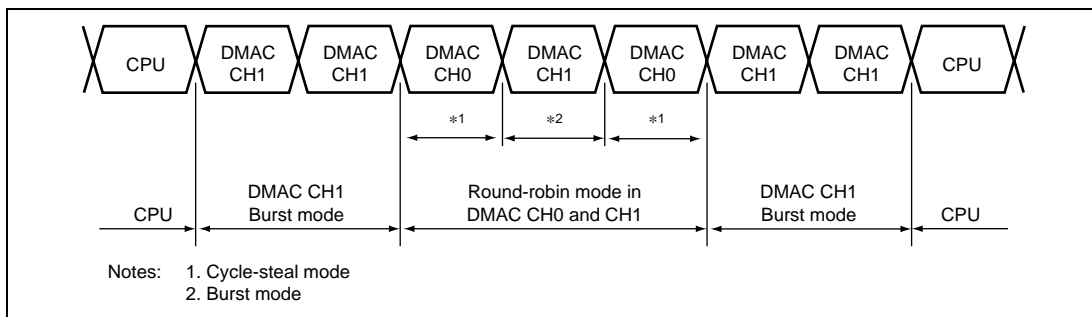 CPU
DMAC
CH1
DMAC
CH1
DMAC
CH0
DMAC
CH1
DMAC
CH0
DMAC
CH1
DMAC
CH1
CPU
*1
*2
*1
CPU
DMAC CH1
Burst mode
Round-robin mode in
DMAC CH0 and CH1
DMAC CH1
Burst mode
CPU
Notes: 1. Cycle-steal mode
2. Burst mode